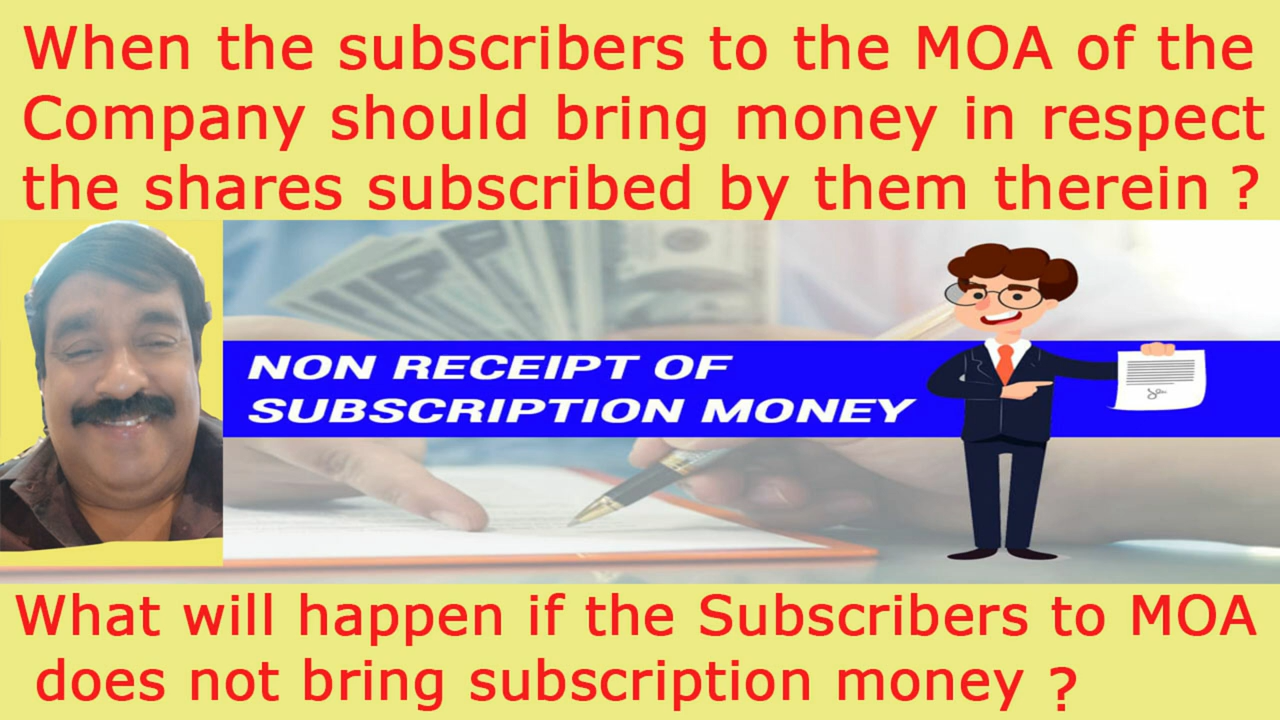 When the subscribers to the MOA of the
Company should bring money in respect
the shares subscribed by them therein ?
NON RECEIPT OF
SUBSCRIPTION MONEY
What will happen if the Subscribers to MOA
does not bring subscription money ?